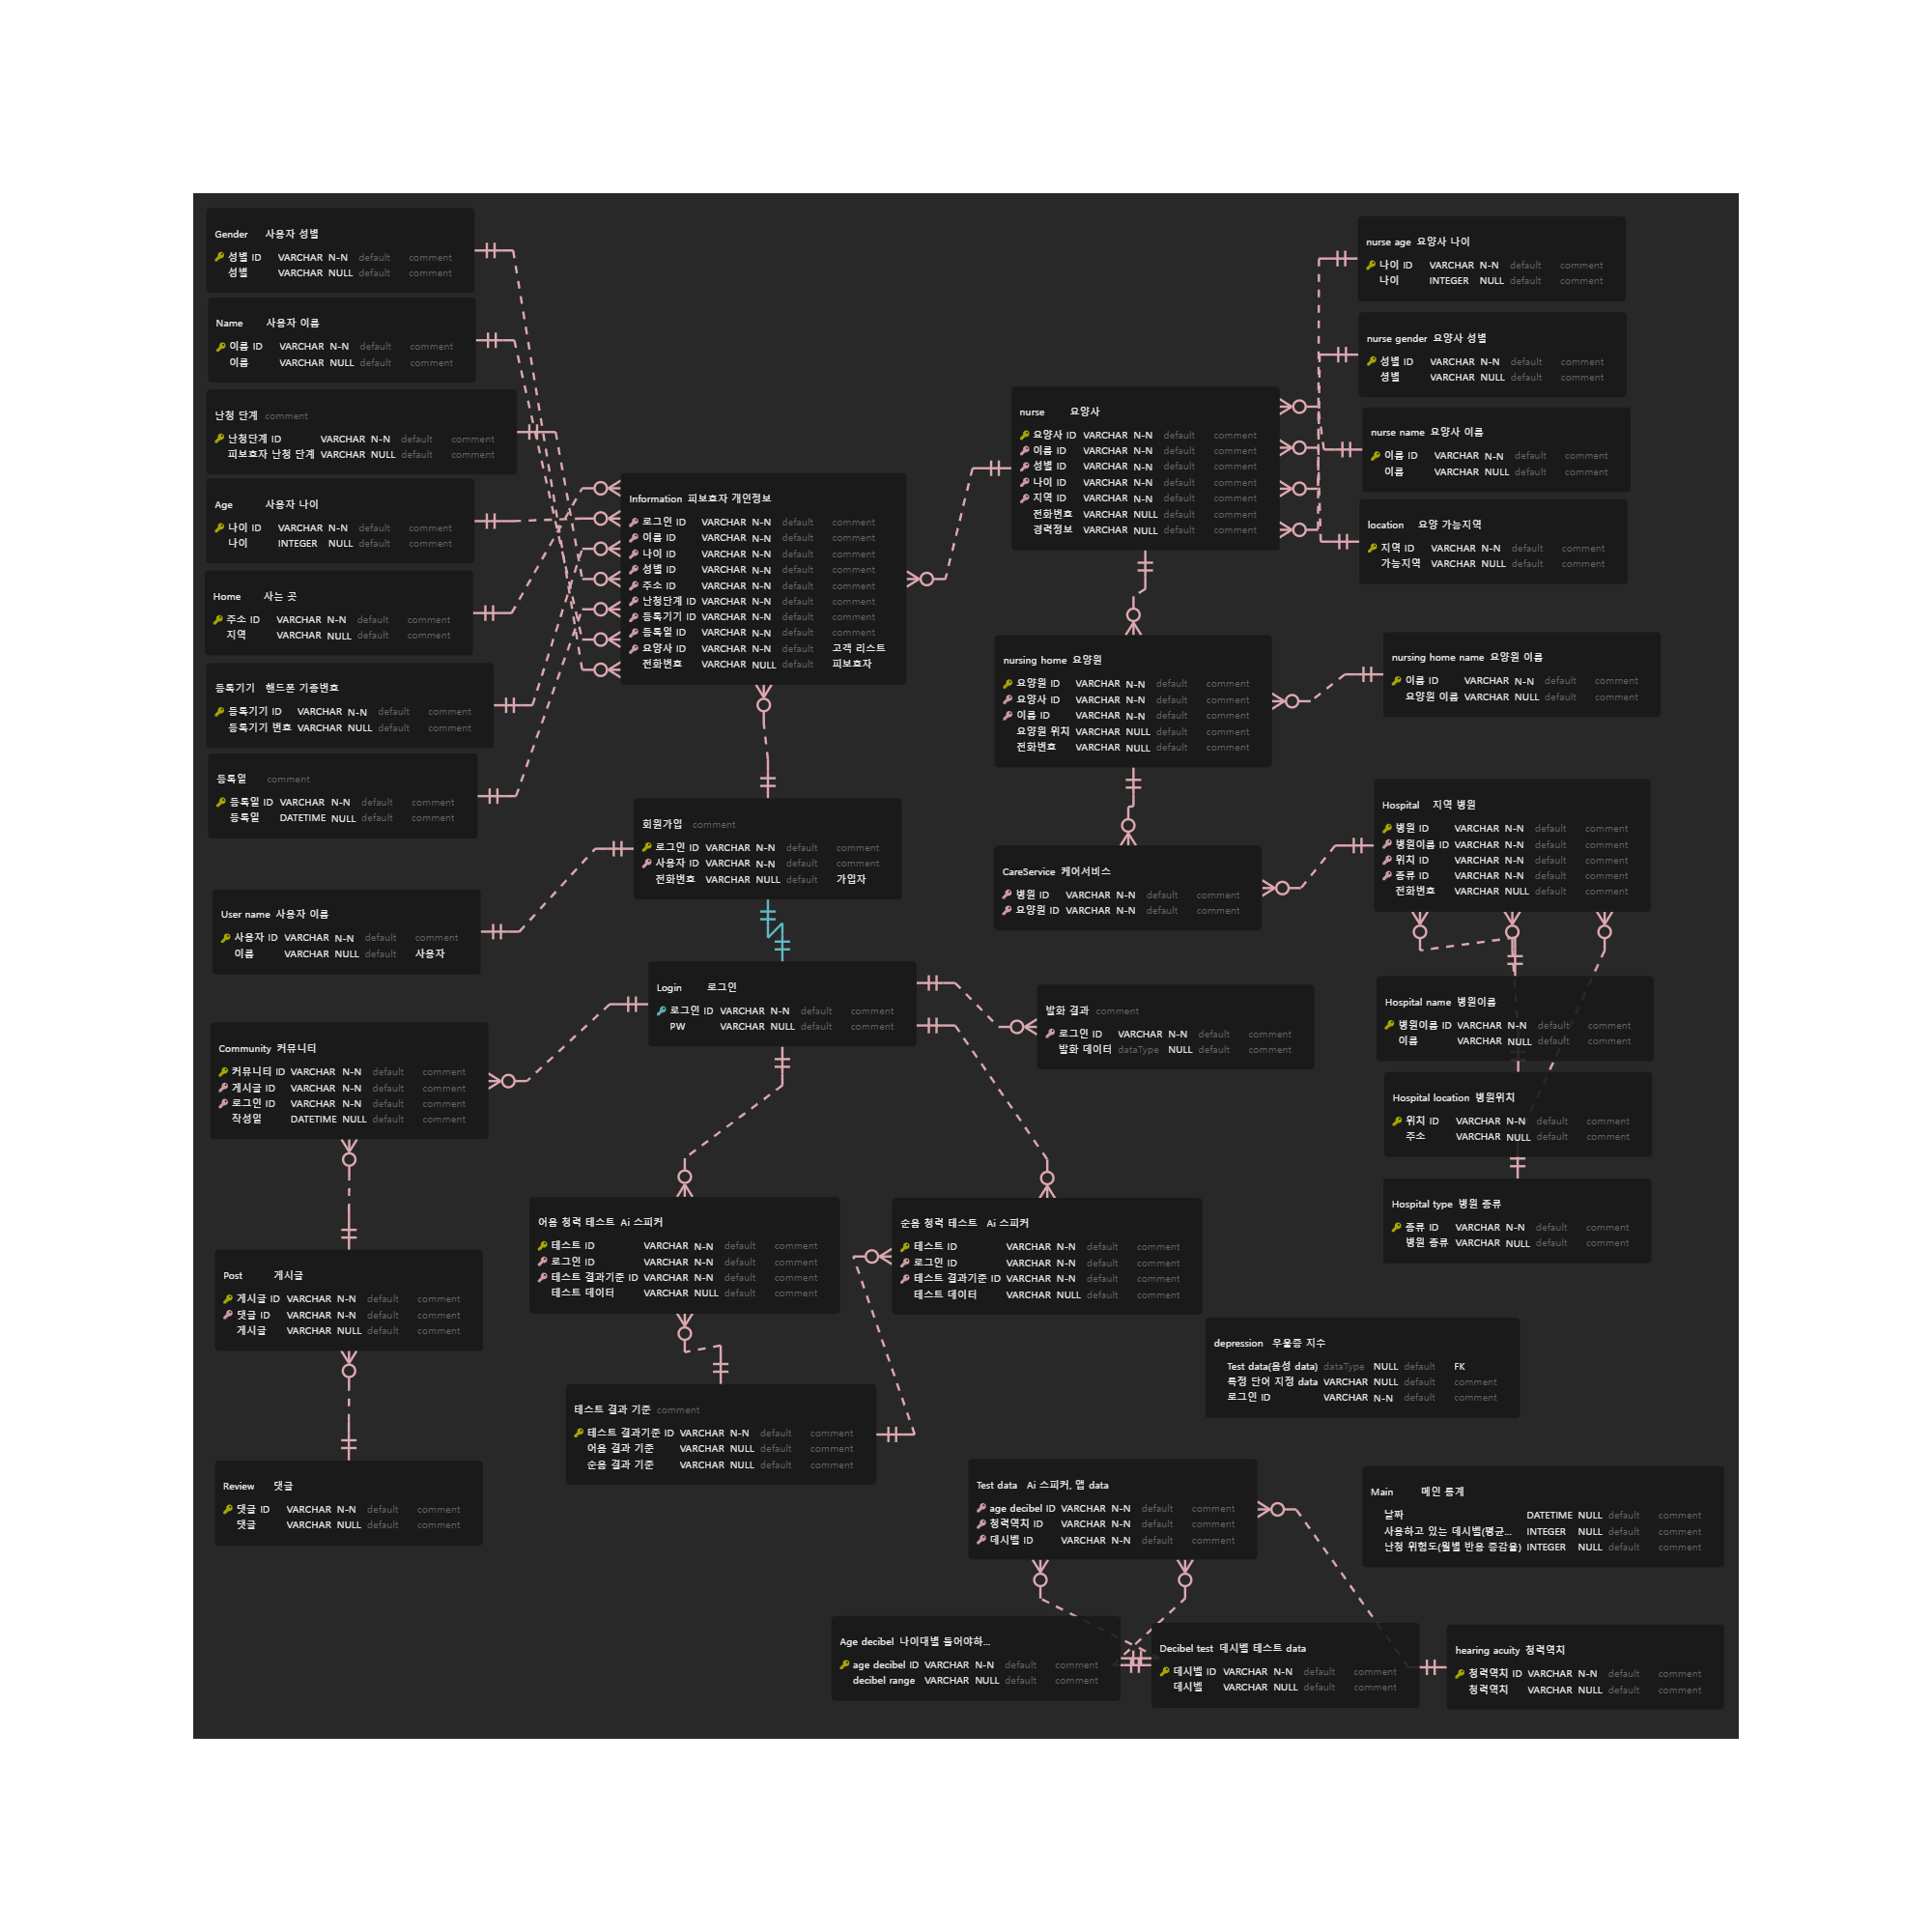 Gender 사용자 성별
성별 ID VARCHAR N-N default comment
성별 VARCHAR NULL default comment
Name 사용자 이름
이름 ID VARCHAR N-N default comment
이름 VARCHAR NULL default comment
난청 단계 comment
난청단계 ID VARCHAR N-N default comment
피보호자 난청 단계 VARCHAR NULL default comment
Age 사용자 나이
나이 ID VARCHAR N-N default comment
나이 INTEGER NULL default comment
Home 사는 곳
주소 ID VARCHAR N-N default comment
지역 VARCHAR NULL default comment
등록기기 핸드폰 기종번호
등록기기 ID VARCHAR N-N default comment
등록기기 번호 VARCHAR NULL default comment
등록일 comment
등록일 ID VARCHAR N-N default comment
등록일 DATETIME NULL default comment
Information 피보호자 개인정보
로그인 ID VARCHAR N-N default comment
이름 ID VARCHAR N-N default comment
나이 ID VARCHAR N-N default comment
성별 ID VARCHAR N-N default comment
주소 ID VARCHAR N-N default comment
난청단계 ID VARCHAR N-N default comment
등록기기 ID VARCHAR N-N default comment
등록일 ID VARCHAR N-N default comment
요양사 ID VARCHAR N-N default 고객 리스트
전화번호 VARCHAR NULL default 피보호자
nurse 요양사
요양사 ID VARCHAR N-N default comment
이름 ID VARCHAR N-N default comment
성별 ID VARCHAR N-N default comment
나이 ID VARCHAR N-N default comment
지역 ID VARCHAR N-N default comment
전화번호 VARCHAR NULL default comment
경력정보 VARCHAR NULL default comment
nurse age 요양사 나이
나이 ID VARCHAR N-N default comment
나이 INTEGER NULL default comment
nurse gender 요양사 성별
성별 ID VARCHAR N-N default comment
성별 VARCHAR NULL default comment
nurse name 요양사 이름
이름 ID VARCHAR N-N default comment
이름 VARCHAR NULL default comment
location 요양 가능지역
지역 ID VARCHAR N-N default comment
가능지역 VARCHAR NULL default comment
nursing home 요양원
요양원 ID VARCHAR N-N default comment
요양사 ID VARCHAR N-N default comment
이름 ID VARCHAR N-N default comment
요양원 위치 VARCHAR NULL default comment
전화번호 VARCHAR NULL default comment
nursing home name 요양원 이름
이름 ID VARCHAR N-N default comment
요양원 이름 VARCHAR NULL default comment
회원가입 comment
로그인 ID VARCHAR N-N default comment
사용자 ID VARCHAR N-N default comment
전화번호 VARCHAR NULL default 가입자
CareService 케어서비스
병원 ID VARCHAR N-N default comment
요양원 ID VARCHAR N-N default comment
Hospital 지역 병원
병원 ID VARCHAR N-N default comment
병원이름 ID VARCHAR N-N default comment
위치 ID VARCHAR N-N default comment
종류 ID VARCHAR N-N default comment
전화번호 VARCHAR NULL default comment
User name 사용자 이름
사용자 ID VARCHAR N-N default comment
이름 VARCHAR NULL default 사용자
Login 로그인
로그인 ID VARCHAR N-N default comment
PW VARCHAR NULL default comment
발화 결과 comment
로그인 ID VARCHAR N-N default comment
발화 데이터 dataType NULL default comment
Hospital name 병원이름
병원이름 ID VARCHAR N-N default comment
이름 VARCHAR NULL default comment
Community 커뮤니티
커뮤니티 ID VARCHAR N-N default comment
게시글 ID VARCHAR N-N default comment
로그인 ID VARCHAR N-N default comment
작성일 DATETIME NULL default comment
Hospital location 병원위치
위치 ID VARCHAR N-N default comment
주소 VARCHAR NULL default comment
Hospital type 병원 종류
종류 ID VARCHAR N-N default comment
병원 종류 VARCHAR NULL default comment
어음 청력 테스트 Ai 스피커
테스트 ID VARCHAR N-N default comment
로그인 ID VARCHAR N-N default comment
테스트 결과기준 ID VARCHAR N-N default comment
테스트 데이터 VARCHAR NULL default comment
순음 청력 테스트 Ai 스피커
테스트 ID VARCHAR N-N default comment
로그인 ID VARCHAR N-N default comment
테스트 결과기준 ID VARCHAR N-N default comment
테스트 데이터 VARCHAR NULL default comment
Post 게시글
게시글 ID VARCHAR N-N default comment
댓글 ID VARCHAR N-N default comment
게시글 VARCHAR NULL default comment
depression 우울증 지수
Test data(음성 data) dataType NULL default FK
특정 단어 지정 data VARCHAR NULL default comment
로그인 ID VARCHAR N-N default comment
테스트 결과 기준 comment
테스트 결과기준 ID VARCHAR N-N default comment
어음 결과 기준 VARCHAR NULL default comment
순음 결과 기준 VARCHAR NULL default comment
Review 댓글
댓글 ID VARCHAR N-N default comment
댓글 VARCHAR NULL default comment
Test data Ai 스피커, 앱 data
age decibel ID VARCHAR N-N default comment
청력역치 ID VARCHAR N-N default comment
데시벨 ID VARCHAR N-N default comment
Main 메인 통계
날짜 DATETIME NULL default comment
사용하고 있는 데시벨(평균... INTEGER NULL default comment
난청 위험도(월별 반응 증감율) INTEGER NULL default comment
Age decibel 나이대별 들어야하...
age decibel ID VARCHAR N-N default comment
decibel range VARCHAR NULL default comment
Decibel test 데시벨 테스트 data
데시벨 ID VARCHAR N-N default comment
데시벨 VARCHAR NULL default comment
hearing acuity 청력역치
청력역치 ID VARCHAR N-N default comment
청력역치 VARCHAR NULL default comment